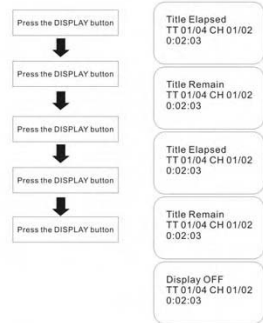 Press the DISPLAY button
Press the DISPLAY button
Press the DISPLAY button
Press the DISPLAY button
Press the DISPLAY button
Title Elapsed
TT 01/04 CH 01/02
0:02:03
Title Remain
TT 01/04 CH 01/02
0:02:03
Title Elapsed
TT 01/04 CH 01/02
0:02:03
Title Remain
TT 01/04 CH 01/02
0:02:03
Display OFF
TT 01/04 CH 01/02
0:02:03